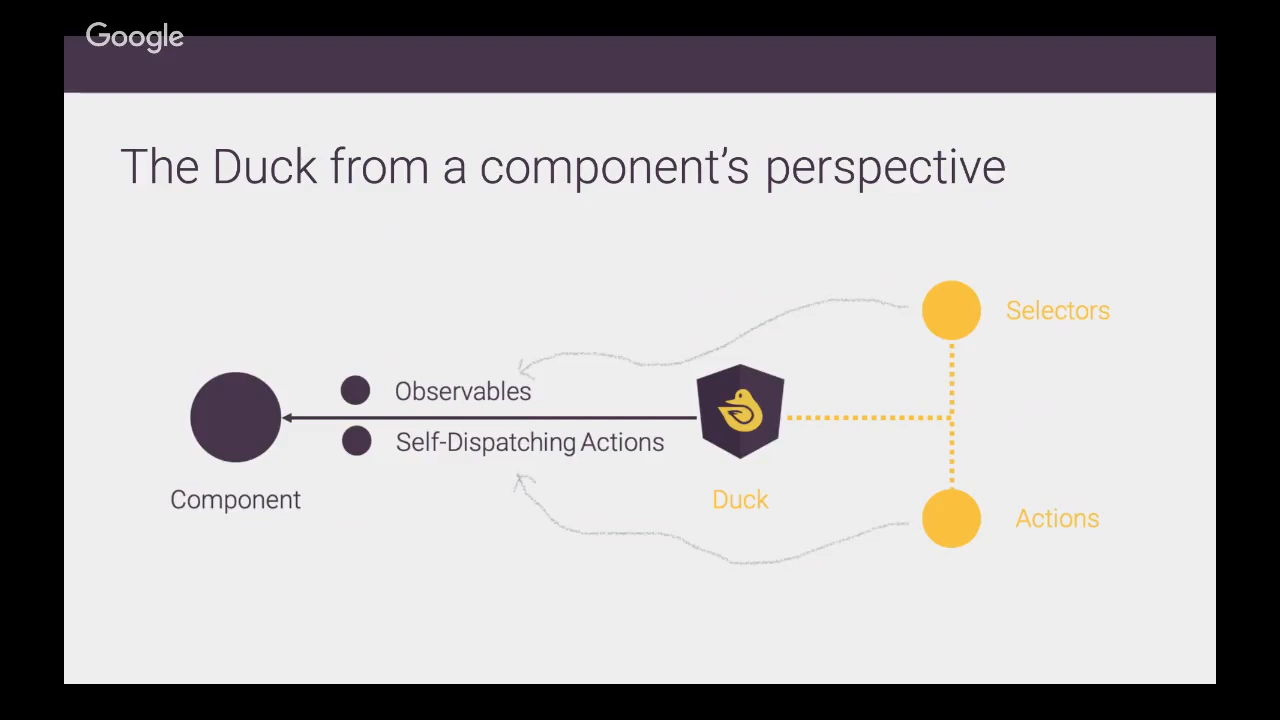 Google
The Duck from a component's perspective
Selectors
Observables
Self-Dispatching Actions
Component
Duck
Actions